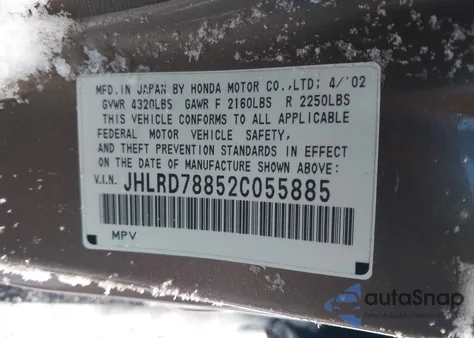 MFD. IN JAPAN BY HONDA MOTOR CO.,LTD; 4/'02
GVWR 4320LBS GAWR F 2160LBS R 2250LBS
THIS VEHICLE CONFORMS TO ALL APPLICABLE
FEDERAL MOTOR VEHICLE SAFETY,
AND THEFT PREVENTION STANDARDS IN EFFECT ON
THE DATE OF MANUFACTURE SHOWN ABOVE:
V.I.N. JHLRD78852C055885
MPV
autoSnap